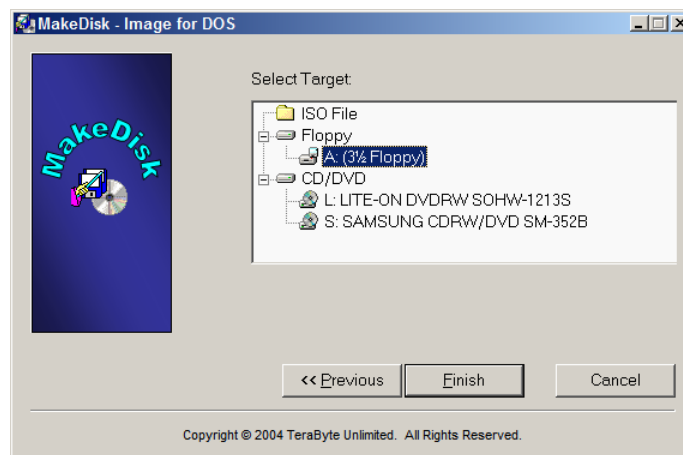 MakeDisk - Image for DOS
MakeDisk
Select Target:
ISO File
Floppy
A: (3½ Floppy)
CD/DVD
L: LITE-ON DVDRW SOHW-1213S
S: SAMSUNG CDRW/DVD SM-352B
<< Previous
Finish
Cancel
Copyright © 2004 TeraByte Unlimited. All Rights Reserved.